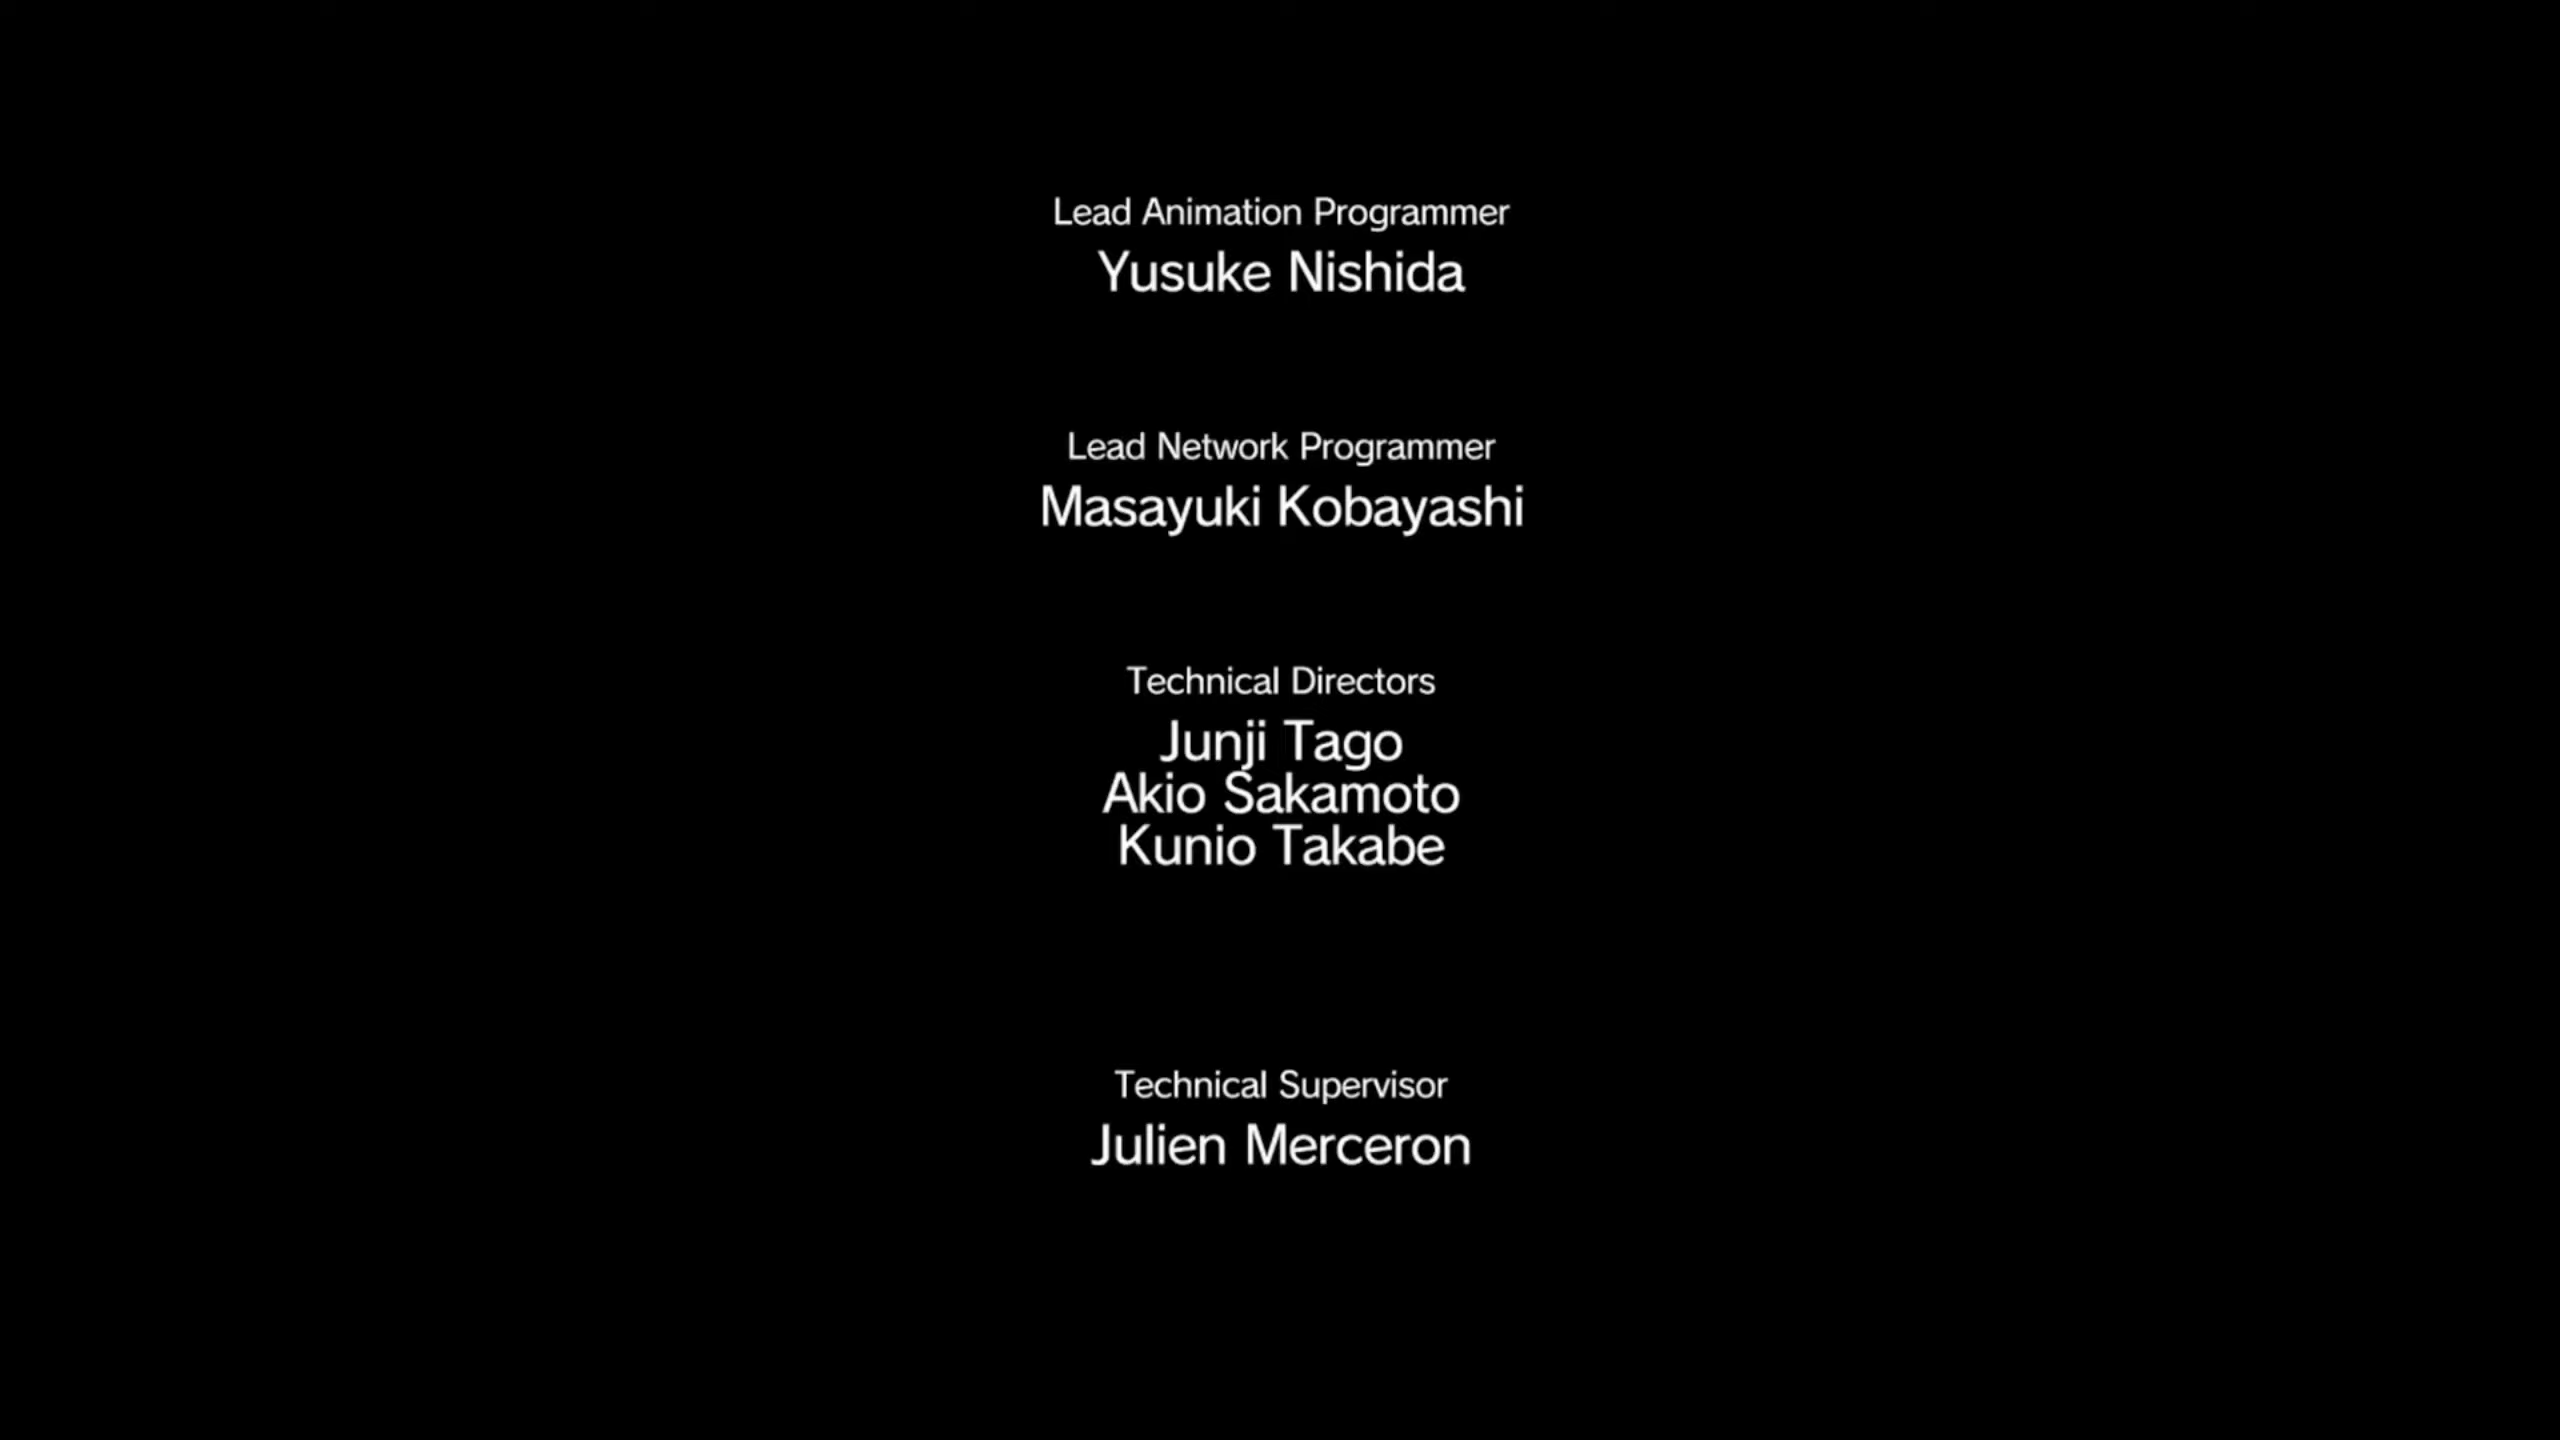 Lead Animation Programmer
Yusuke Nishida
Lead Network Programmer
Masayuki Kobayashi
Technical Directors
Junji Tago
Akio Sakamoto
Kunio Takabe
Technical Supervisor
Julien Merceron